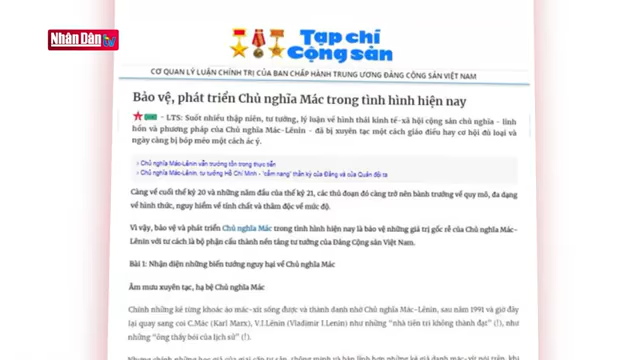 Nhân Dân TV
Tạp chí
Cộng sản
CƠ QUAN LÝ LUẬN CHÍNH TRỊ CỦA BAN CHẤP HÀNH TRUNG ƯƠNG ĐẢNG CỘNG SẢN VIỆT NAM
Bảo vệ, phát triển Chủ nghĩa Mác trong tình hình hiện nay
- LTS: Suốt nhiều thập niên, tư tưởng, lý luận về hình thái kinh tế-xã hội cộng sản chủ nghĩa - linh
hồn và phương pháp của Chủ nghĩa Mác-Lênin - đã bị xuyên tạc một cách giáo điều hay cơ hội đủ loại và
ngày càng bị bóp méo một cách ác ý.
› Chủ nghĩa Mác-Lênin vẫn trường tồn trong thực tiễn
› Chủ nghĩa Mác-Lênin, tư tưởng Hồ Chí Minh - "cẩm nang" thần kỳ của Đảng và của Quân đội ta
Càng về cuối thế kỷ 20 và những năm đầu của thế kỷ 21, các thủ đoạn đó càng trở nên bành trướng về quy mô, đa dạng
về hình thức, nguy hiểm về tính chất và thâm độc về mức độ.
Vì vậy, bảo vệ và phát triển Chủ nghĩa Mác trong tình hình hiện nay là bảo vệ những giá trị gốc rễ của Chủ nghĩa Mác-
Lênin với tư cách là bộ phận cấu thành nền tảng tư tưởng của Đảng Cộng sản Việt Nam.
Bài 1: Nhận diện những biến tướng nguy hại về Chủ nghĩa Mác
Âm mưu xuyên tạc, hạ bệ Chủ nghĩa Mác
Chính những kẻ từng khoác áo mác-xít sống được và thành danh nhờ Chủ nghĩa Mác-Lênin, sau năm 1991 và giờ đây
lại quay sang coi C.Mác (Karl Marx), V.I.Lênin (Vladimir I.Lenin) như những "nhà tiên tri không thành đạt" (!), như
những "ông thầy bói của lịch sử" (!).